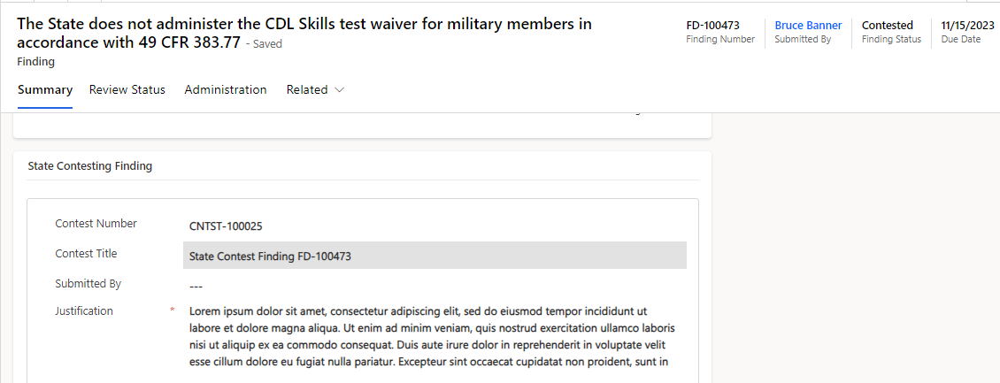 The State does not administer the CDL Skills test waiver for military members in
accordance with 49 CFR 383.77 - Saved
Finding
FD-100473
Finding Number
Bruce Banner
Submitted By
Contested
Finding Status
11/15/2023
Due Date
Summary
Review Status
Administration
Related
State Contesting Finding
Contest Number
CNTST-100025
Contest Title
State Contest Finding FD-100473
Submitted By
---
Justification
*
Lorem ipsum dolor sit amet, consectetur adipiscing elit, sed do eiusmod tempor incididunt ut
labore et dolore magna aliqua. Ut enim ad minim veniam, quis nostrud exercitation ullamco laboris
nisi ut aliquip ex ea commodo consequat. Duis aute irure dolor in reprehenderit in voluptate velit
esse cillum dolore eu fugiat nulla pariatur. Excepteur sint occaecat cupidatat non proident, sunt in